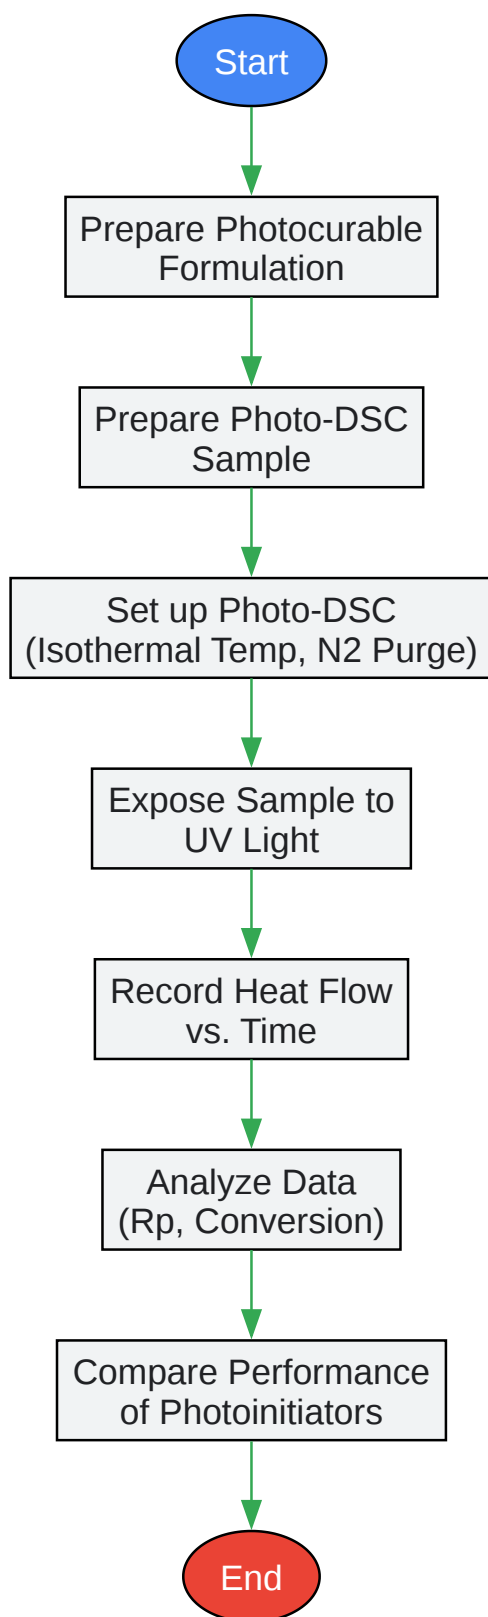 Start
Prepare Photocurable
Formulation
Prepare Photo-DSC
Sample
Set up Photo-DSC
(Isothermal Temp, N2 Purge)
Expose Sample to
UV Light
Record Heat Flow
vs. Time
Analyze Data
(Rp, Conversion)
Compare Performance
of Photoinitiators
End